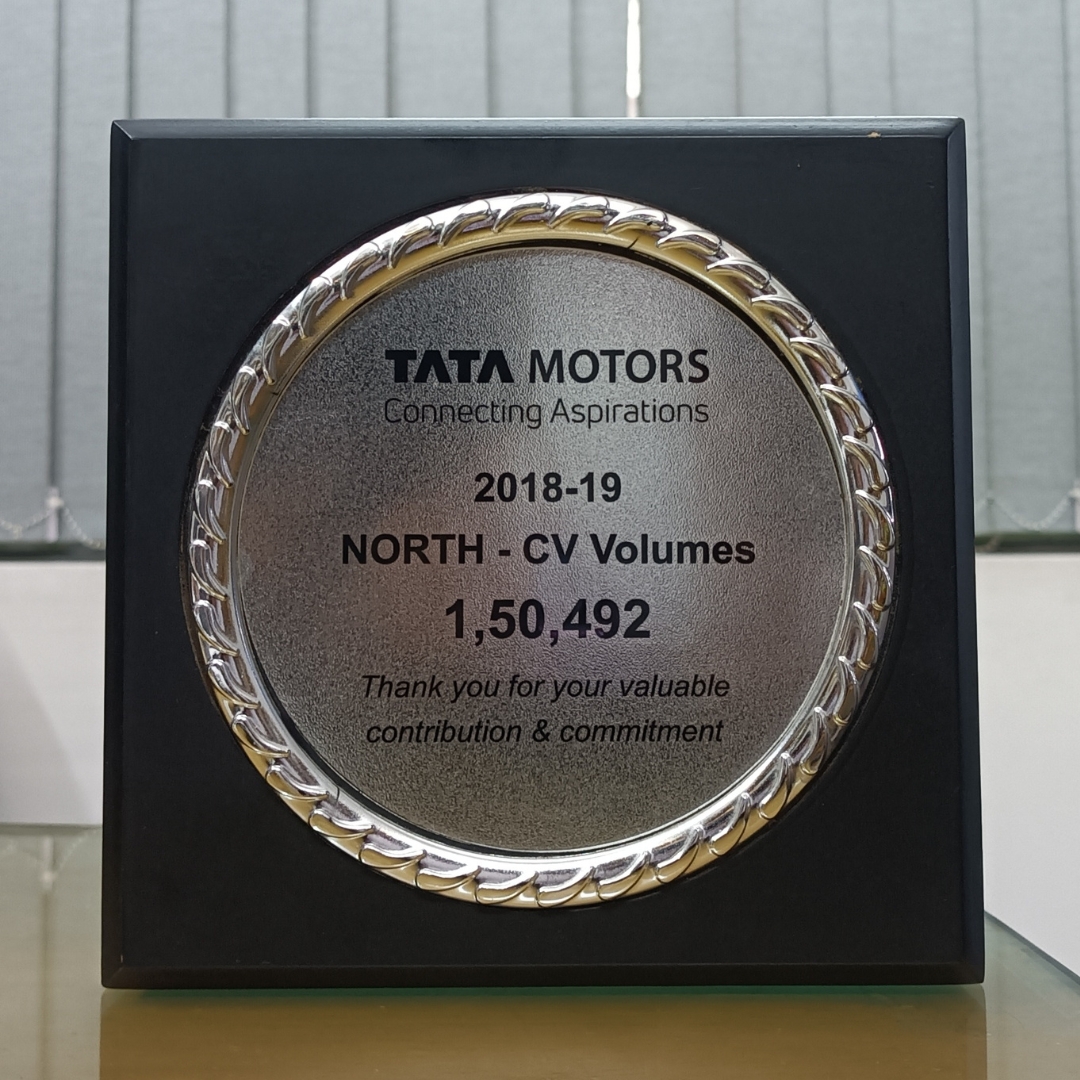 TATA MOTORS
Connecting Aspirations
2018-19
NORTH - CV Volumes
1,50,492
Thank you for your valuable
contribution & commitment